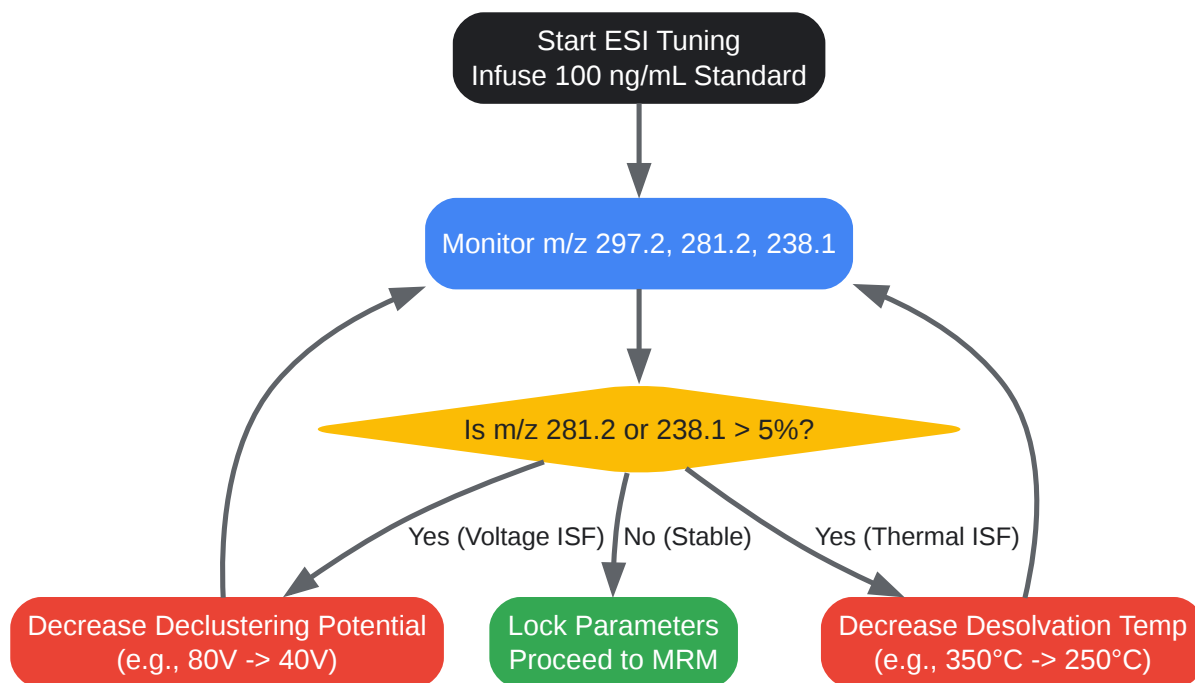 Start ESI Tuning
Infuse 100 ng/mL Standard
Monitor m/z 297.2, 281.2, 238.1
Is m/z 281.2 or 238.1 > 5%?
Yes (Voltage ISF)
No (Stable)
Yes (Thermal ISF)
Decrease Declustering Potential
(e.g., 80V -> 40V)
Lock Parameters
Proceed to MRM
Decrease Desolvation Temp
(e.g., 350°C -> 250°C)